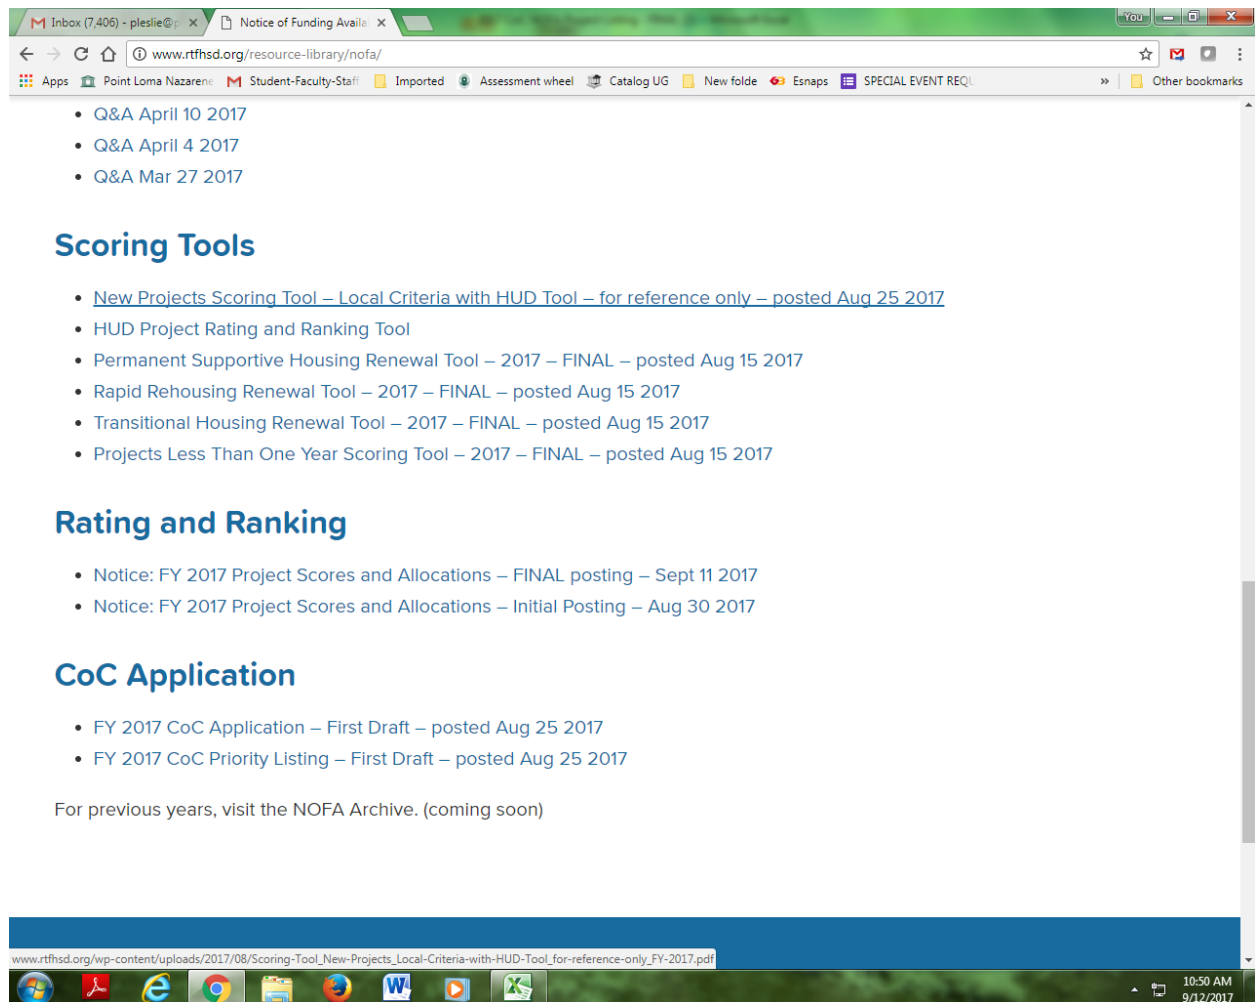 Inbox (7,406) - pleslie@p
Notice of Funding Availa
You
www.rtfhsd.org/resource-library/nofa/
Apps Point Loma Nazarene Student-Faculty-Staff Imported Assessment wheel Catalog UG New folde Esnaps SPECIAL EVENT REQU » Other bookmarks
• Q&A April 10 2017
• Q&A April 4 2017
• Q&A Mar 27 2017
Scoring Tools
• New Projects Scoring Tool – Local Criteria with HUD Tool – for reference only – posted Aug 25 2017
• HUD Project Rating and Ranking Tool
• Permanent Supportive Housing Renewal Tool – 2017 – FINAL – posted Aug 15 2017
• Rapid Rehousing Renewal Tool – 2017 – FINAL – posted Aug 15 2017
• Transitional Housing Renewal Tool – 2017 – FINAL – posted Aug 15 2017
• Projects Less Than One Year Scoring Tool – 2017 – FINAL – posted Aug 15 2017
Rating and Ranking
• Notice: FY 2017 Project Scores and Allocations – FINAL posting – Sept 11 2017
• Notice: FY 2017 Project Scores and Allocations – Initial Posting – Aug 30 2017
CoC Application
• FY 2017 CoC Application – First Draft – posted Aug 25 2017
• FY 2017 CoC Priority Listing – First Draft – posted Aug 25 2017
For previous years, visit the NOFA Archive. (coming soon)
www.rtfhsd.org/wp-content/uploads/2017/08/Scoring-Tool_New-Projects_Local-Criteria-with-HUD-Tool_for-reference-only_FY-2017.pdf
10:50 AM
9/12/2017